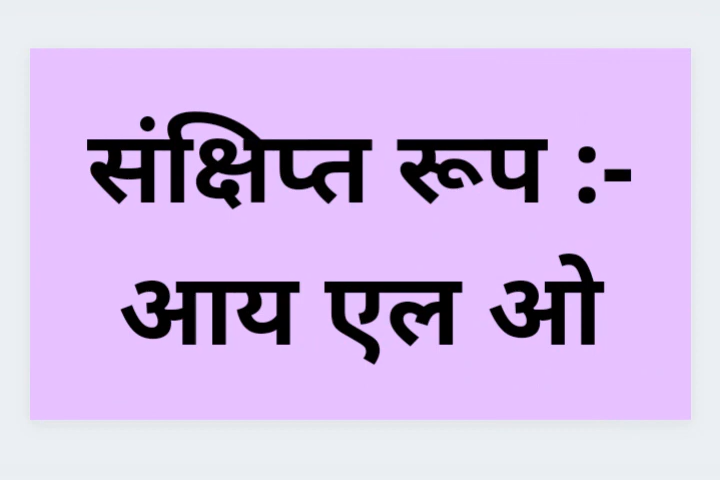 संक्षिप्त रूप :-
आय एल ओ